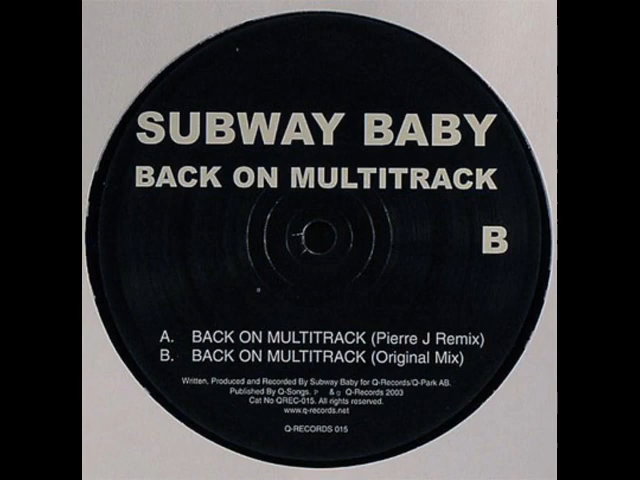 SUBWAY BABY
BACK ON MULTITRACK
B
A. BACK ON MULTITRACK (Pierre J Remix)
B. BACK ON MULTITRACK (Original Mix)
Written, Produced and Recorded By Subway Baby for Q-Records/Q-Park AB.
Published By Q-Songs. P & g Q-Records 2003
Cat No QREC-015. All rights reserved.
www.q-records.net
Q-RECORDS 015